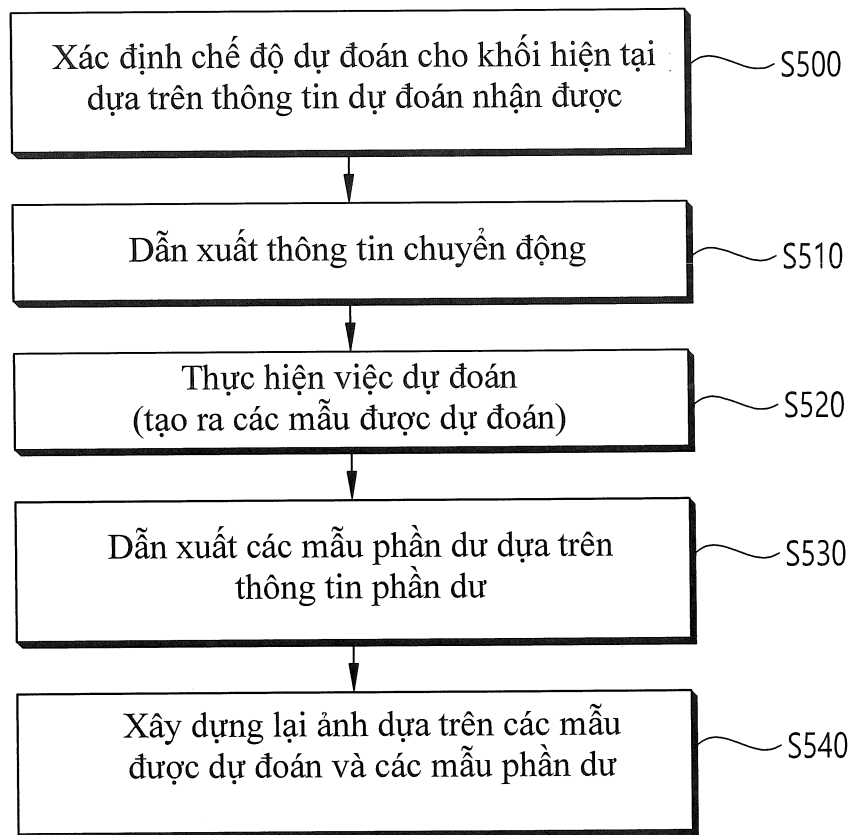 Xác định chế độ dự đoán cho khối hiện tại
dựa trên thông tin dự đoán nhận được
S500
Dẫn xuất thông tin chuyển động
S510
Thực hiện việc dự đoán
(tạo ra các mẫu được dự đoán)
S520
Dẫn xuất các mẫu phần dư dựa trên
thông tin phần dư
S530
Xây dựng lại ảnh dựa trên các mẫu
được dự đoán và các mẫu phần dư
S540